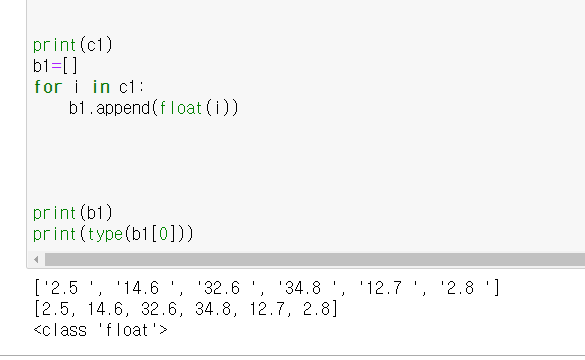 print(c1)
b1=[]
for i in c1:
    b1.append(float(i))
print(b1)
print(type(b1[0]))
['2.5 ', '14.6 ', '32.6 ', '34.8 ', '12.7 ', '2.8 ']
[2.5, 14.6, 32.6, 34.8, 12.7, 2.8]
<class 'float'>